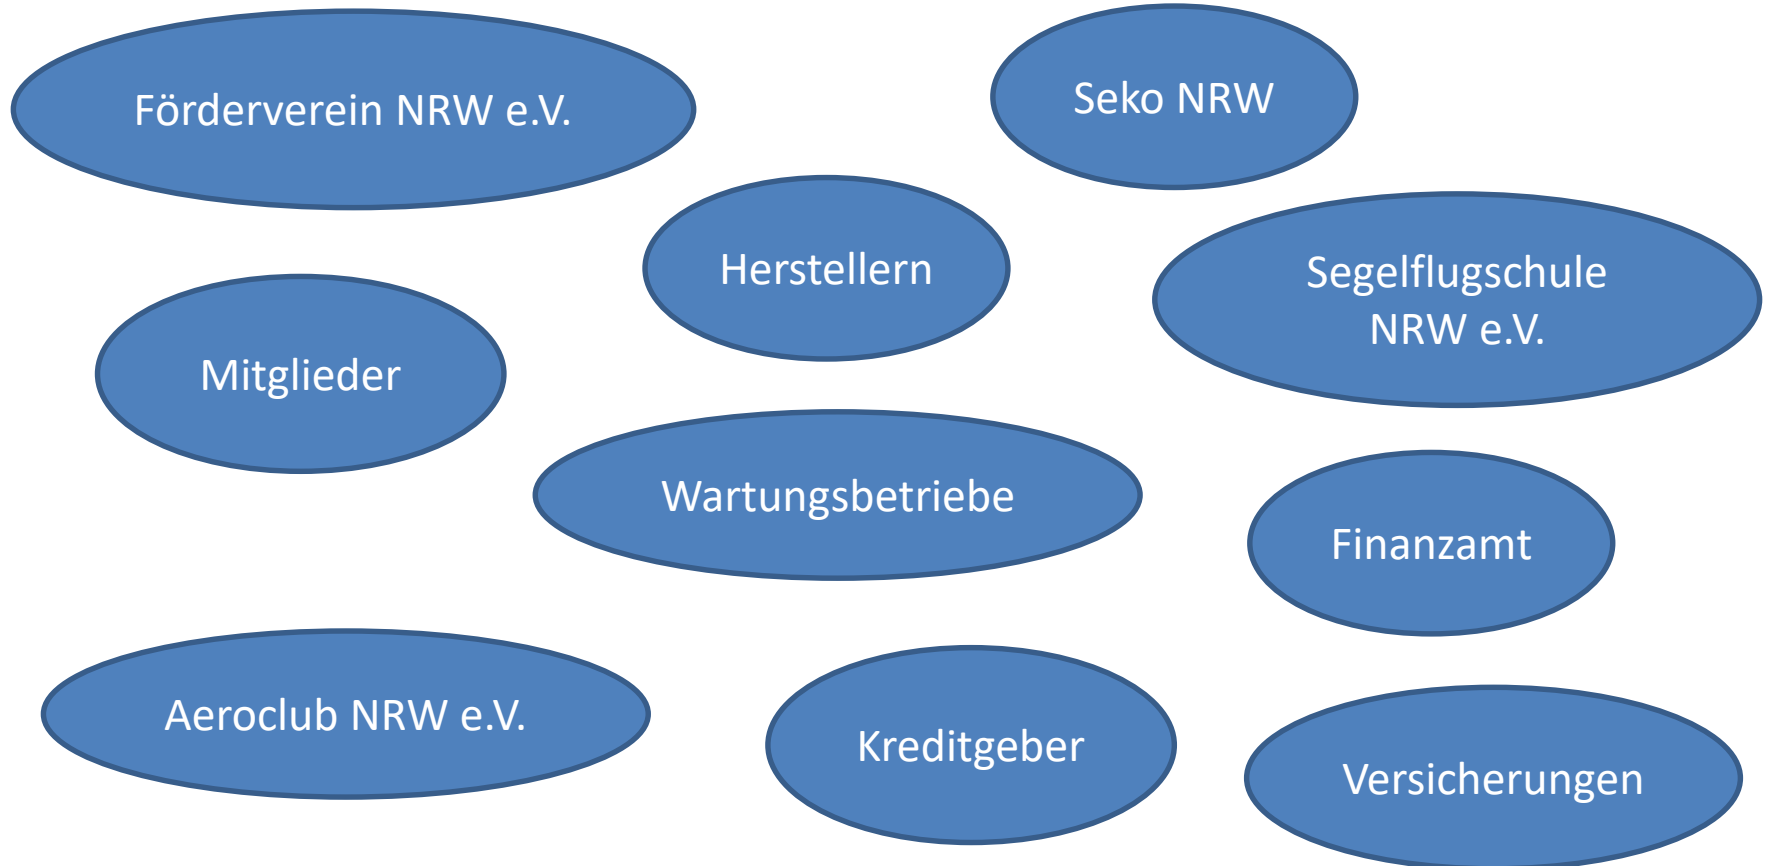 Förderverein NRW e.V.
Seko NRW
Herstellern
Segelflugschule
NRW e.V.
Mitglieder
Wartungsbetriebe
Finanzamt
Aeroclub NRW e.V.
Kreditgeber
Versicherungen